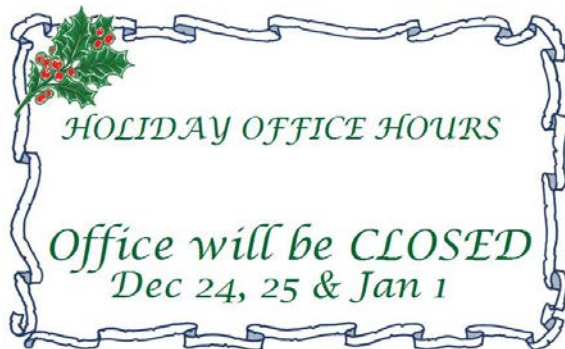 HOLIDAY OFFICE HOURS
Office will be CLOSED
Dec 24, 25 & Jan 1